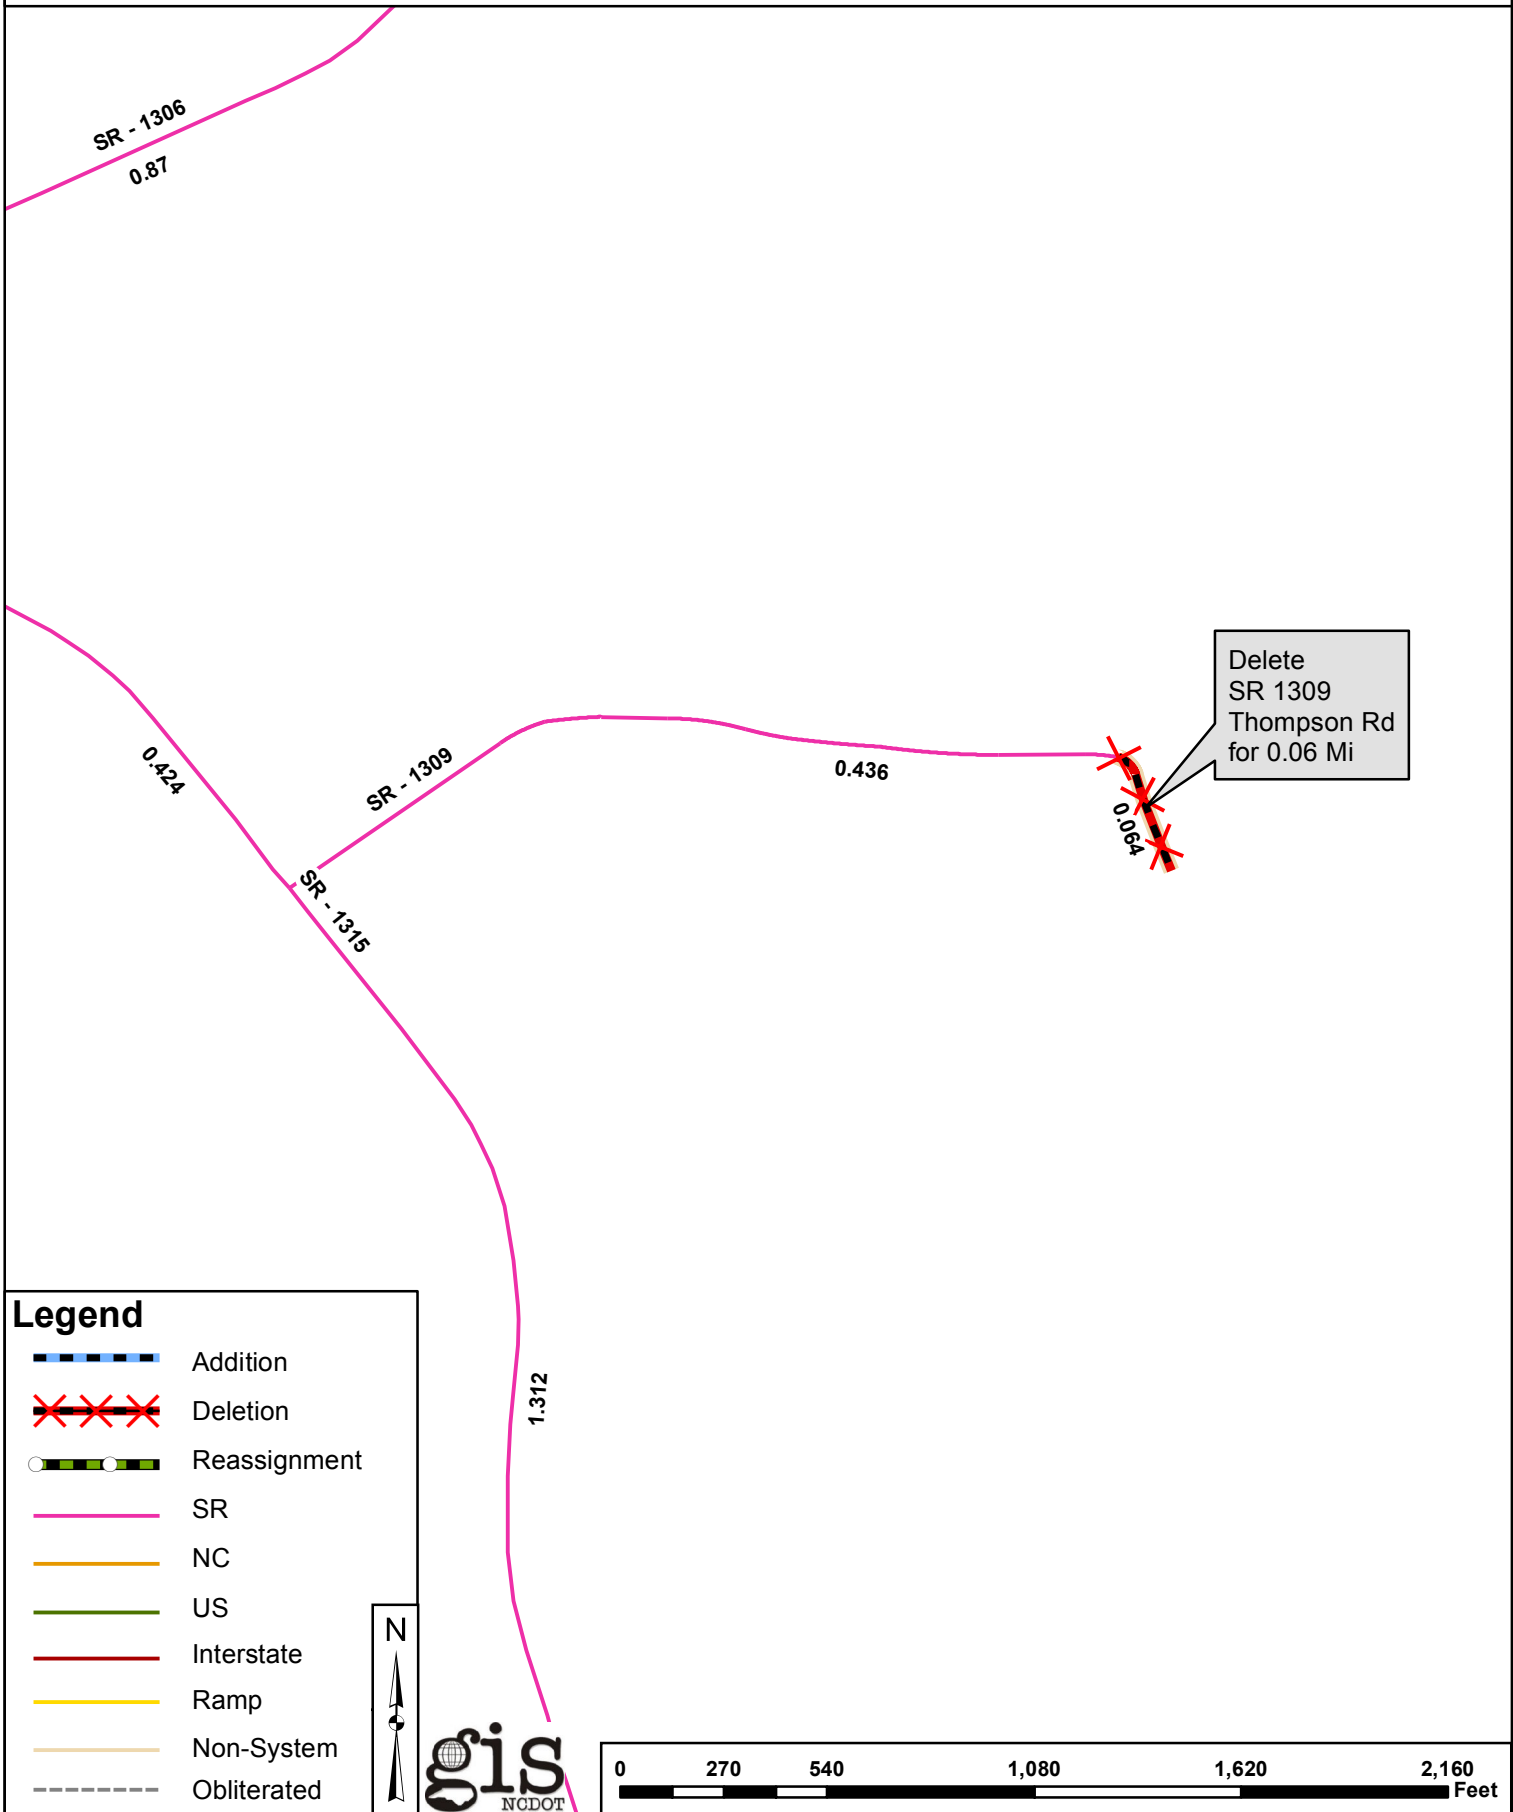 SR - 1306
0.87
Delete
SR 1309
Thompson Rd
for 0.06 Mi
0.424
SR - 1309
0.436
0.064
SR - 1315
1.312
Legend
Addition
Deletion
Reassignment
SR
NC
US
Interstate
Ramp
Non-System
Obliterated
N
gis
NCDOT
0 270 540 1,080 1,620 2,160
Feet